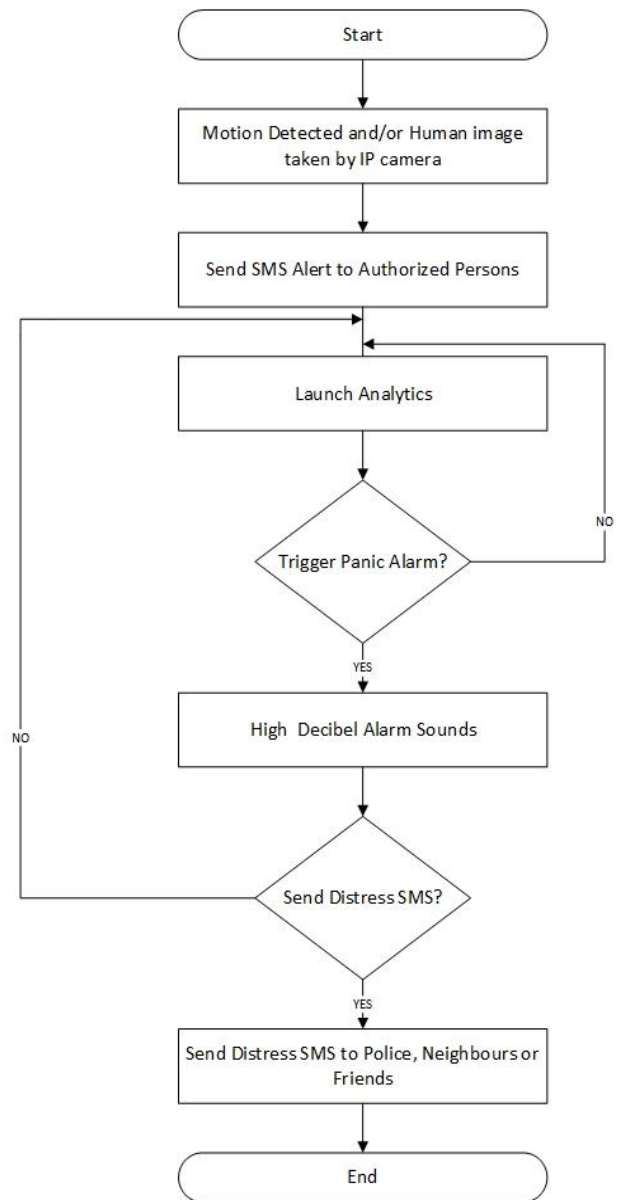 Start
Motion Detected and/or Human image
taken by IP camera
Send SMS Alert to Authorized Persons
Launch Analytics
NO
Trigger Panic Alarm?
YES
High Decibel Alarm Sounds
NO
Send Distress SMS?
YES
Send Distress SMS to Police, Neighbours or
Friends
End